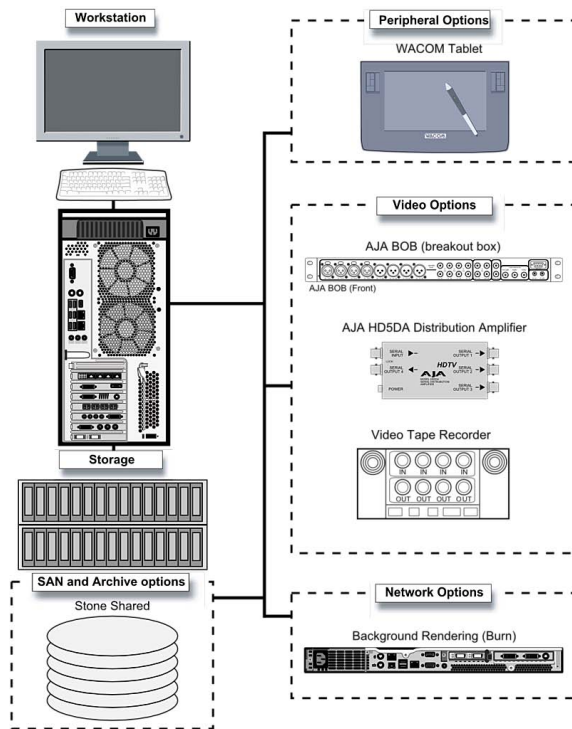 Workstation
Peripheral Options
WACOM Tablet
WACOM
Video Options
AJA BOB (breakout box)
AJA BOB (Front)
AJA HD5DA Distribution Amplifier
SERIAL INPUT
SERIAL OUTPUT 1
HDTV
SERIAL OUTPUT 4
AJA
SERIAL OUTPUT 2
POWER
SERIAL OUTPUT 3
Video Tape Recorder
IN IN IN IN
OUT OUT OUT OUT
Storage
SAN and Archive options
Stone Shared
Network Options
Background Rendering (Burn)